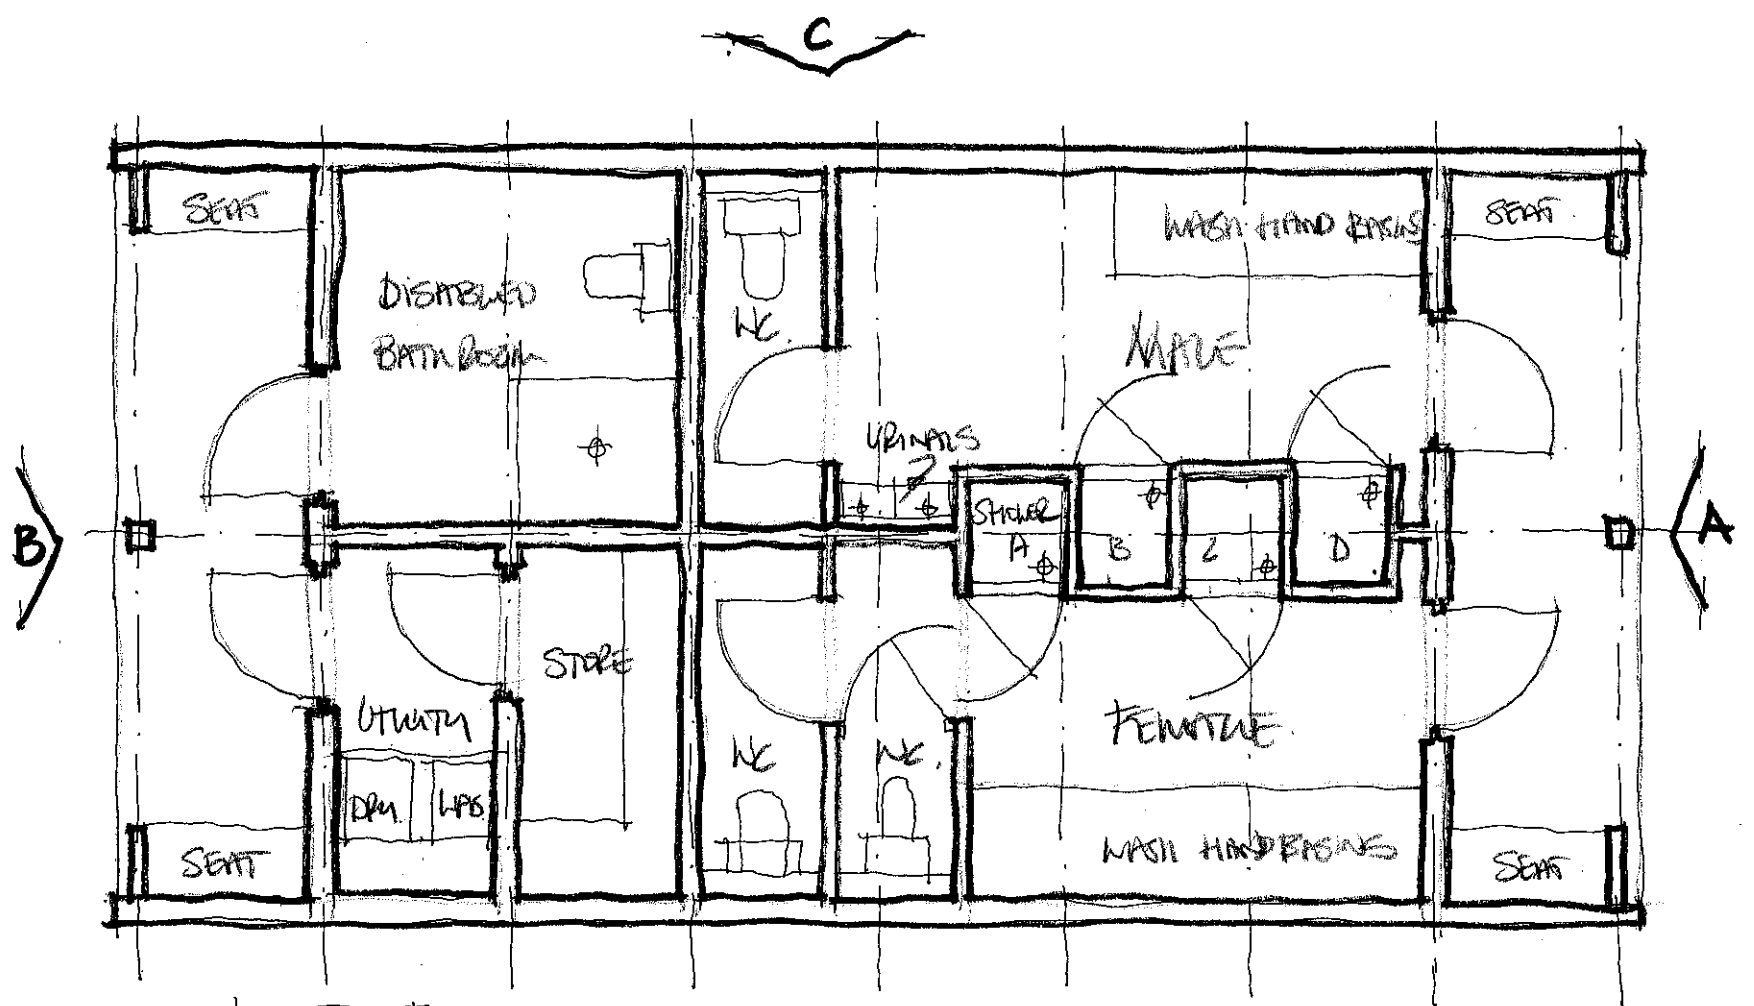 C
SEAT
WASH HAND BASINS
SEAT
DISABLED
BATHROOM
WC.
MALE
URINALS
SHOWER
A
B
C
D
B
A
STORE
UTILITY
FEMALE
WC
WC.
DRY
WASH HAND BASINS
SEAT
SEAT